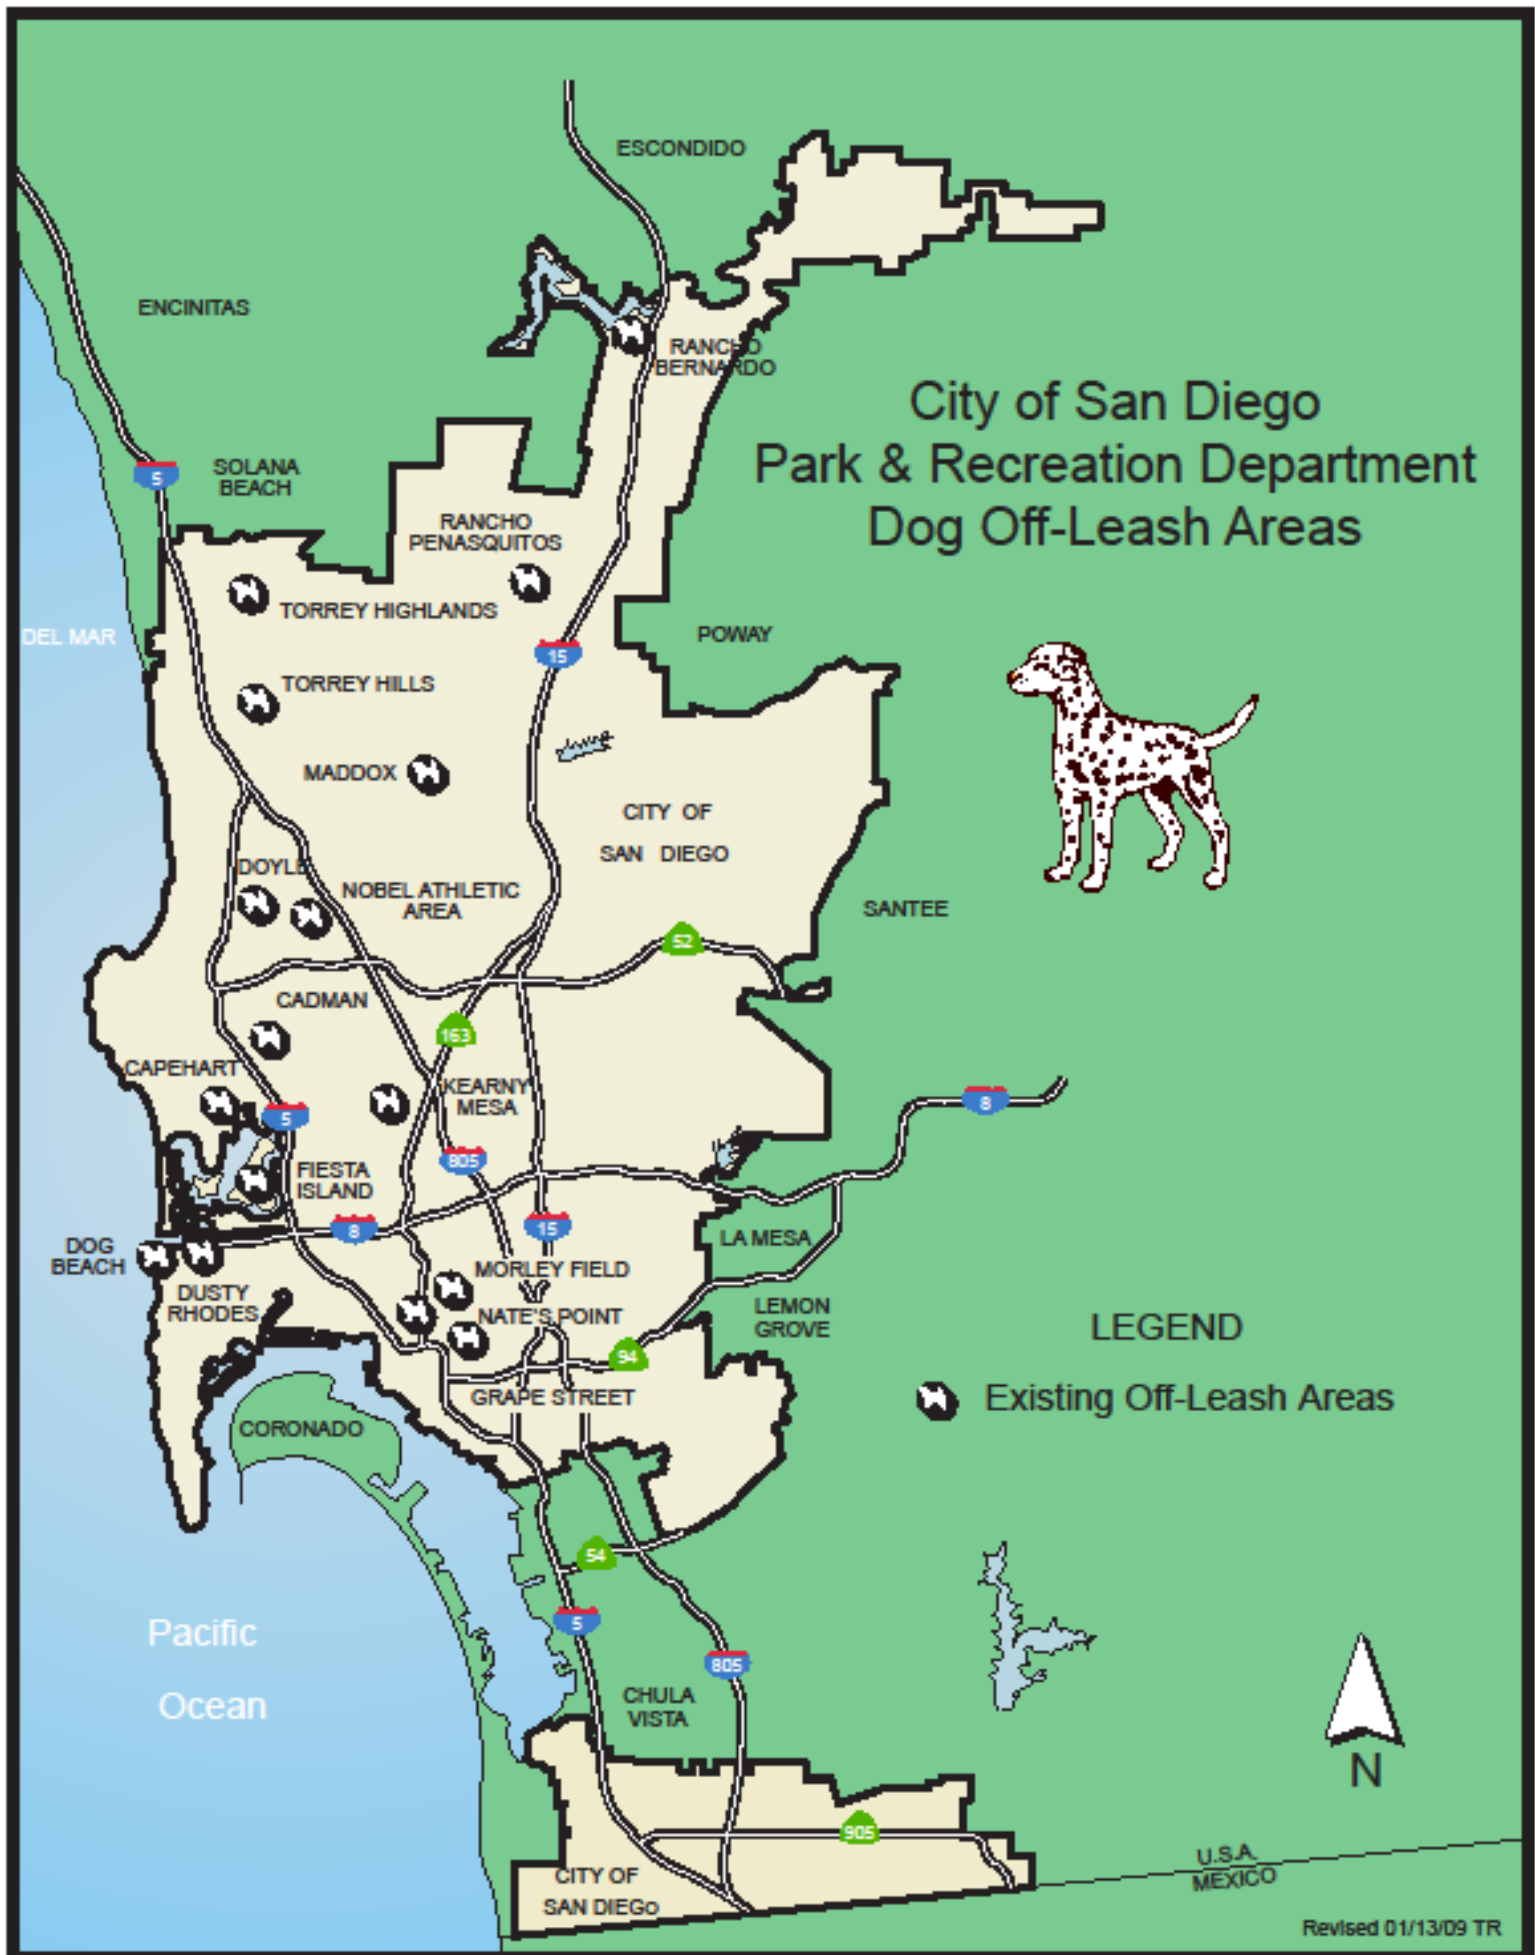 ESCONDIDO
ENCINITAS
RANCHO
BERNARDO
City of San Diego
Park & Recreation Department
Dog Off-Leash Areas
SOLANA
BEACH
5
RANCHO
PENASQUITOS
TORREY HIGHLANDS
DEL MAR
POWAY
15
TORREY HILLS
MADDOX
CITY OF
SAN DIEGO
DOYLE
NOBEL ATHLETIC
AREA
SANTEE
52
CADMAN
163
CAPEHART
KEARNY
MESA
8
5
805
FIESTA
ISLAND
8
15
LA MESA
DOG
BEACH
MORLEY FIELD
DUSTY
RHODES
NATE'S POINT
LEMON
GROVE
LEGEND
94
GRAPE STREET
Existing Off-Leash Areas
CORONADO
54
Pacific
Ocean
5
805
CHULA
VISTA
N
905
CITY OF
SAN DIEGO
U.S.A.
MEXICO
Revised 01/13/09 TR